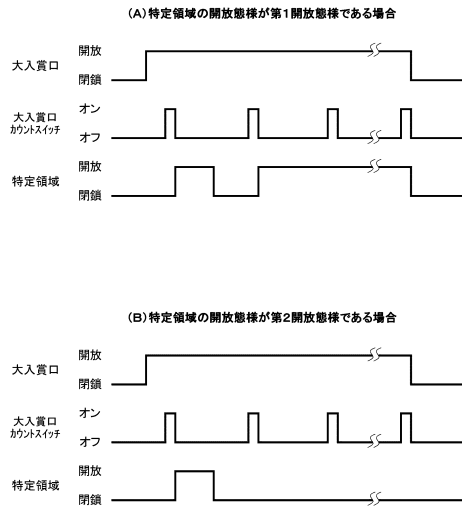 （A）特定領域の開放態様が第1開放態様である場合
大入賞口
開放
閉鎖
大入賞口
カウントスイッチ
オン
オフ
特定領域
開放
閉鎖
（B）特定領域の開放態様が第2開放態様である場合
大入賞口
開放
閉鎖
大入賞口
カウントスイッチ
オン
オフ
特定領域
開放
閉鎖